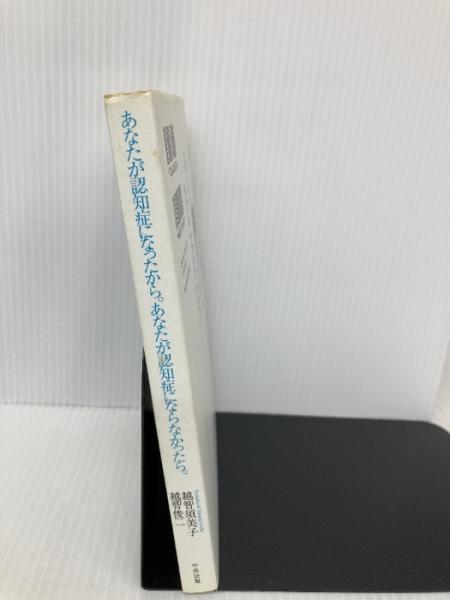 あなたが認知症になったから。あなたが認知症にならなかったら。
越智須美子
越智俊二
中央法規